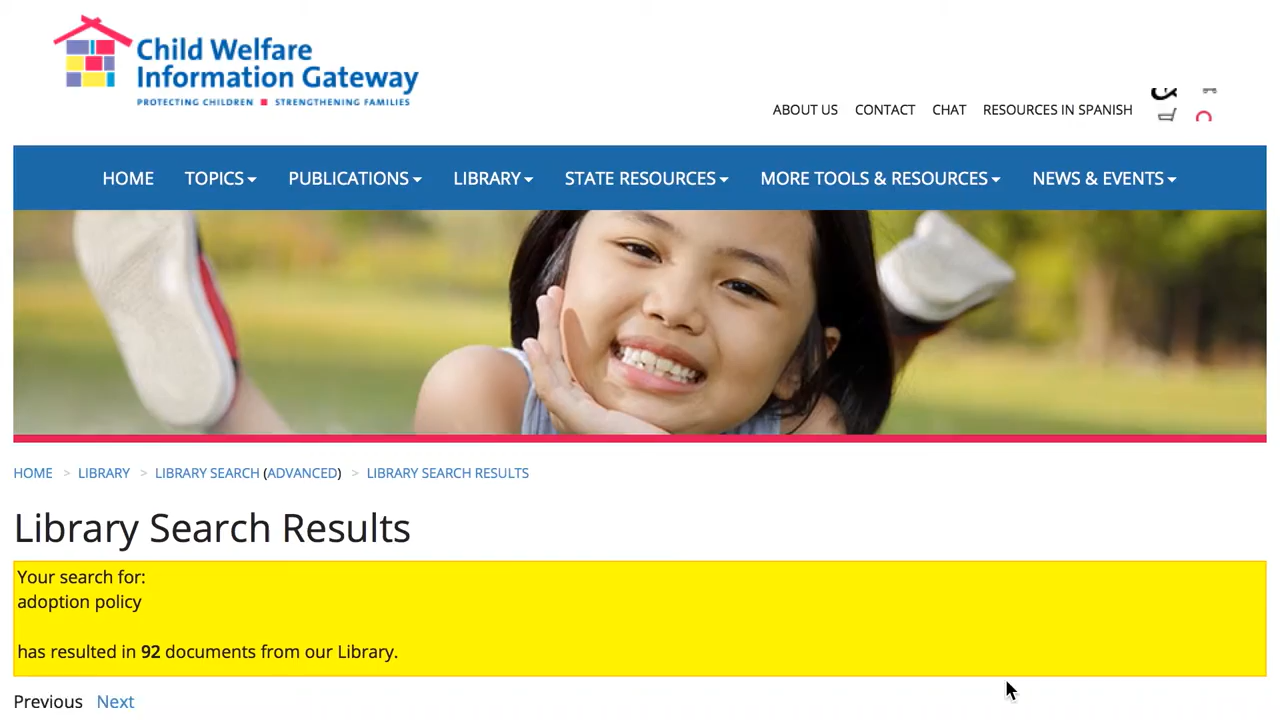 Child Welfare
Information Gateway
PROTECTING CHILDREN ■ STRENGTHENING FAMILIES
ABOUT US CONTACT CHAT RESOURCES IN SPANISH
HOME TOPICS PUBLICATIONS LIBRARY STATE RESOURCES MORE TOOLS & RESOURCES NEWS & EVENTS
HOME > LIBRARY > LIBRARY SEARCH (ADVANCED) > LIBRARY SEARCH RESULTS
Library Search Results
Your search for:
adoption policy
has resulted in 92 documents from our Library.
Previous Next